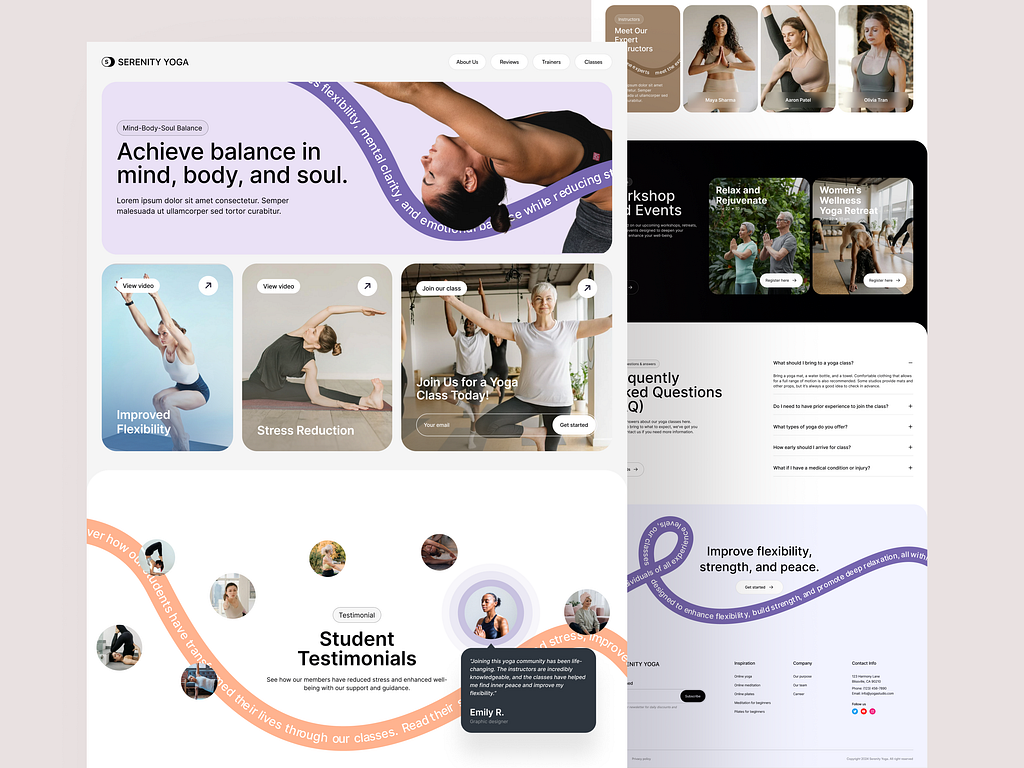 SERENITY YOGA
About Us
Reviews
Trainers
Classes
Mind-Body-Soul Balance
Achieve balance in
mind, body, and soul.
Lorem ipsum dolor sit amet consectetur. Semper
malesuada ut ullamcorper sed tortor curabitur.
s flexibility, mental clarity, and emotional balance while reducing st
View video
Improved
Flexibility
View video
Stress Reduction
Join our class
Join Us for a Yoga
Class Today!
Your email
Get started
ver how ou students have trans ed their lives through our classes. Read their s
d stress, improve
Testimonial
Student
Testimonials
See how our members have reduced stress and enhanced well-
being with our support and guidance.
"Joining this yoga community has been life-
changing. The instructors are incredibly
knowledgeable, and the classes have helped
me find inner peace and improve my
flexibility."
Emily R.
Graphic designer
Instructors
Meet Our
Expert
tructors
Maya Sharma
Aaron Patel
Olivia Tran
rkshop
d Events
Relax and
Rejuvenate
Register here
Women's
Wellness
Yoga Retreat
Register here
quently
ked Questions
Q)
What should I bring to a yoga class?
Bring a yoga mat, a water bottle, and a towel. Comfortable clothing that allows
for a full range of motion is also recommended. Some studios provide mats and
other props, but it's always a good idea to check in advance.
Do I need to have prior experience to join the class?
What types of yoga do you offer?
How early should I arrive for class?
What if I have a medical condition or injury?
Improve flexibility,
strength, and peace.
Get started
viduals of all experience levels, our classes
designed to enhance flexibility, build strength, and promote deep relaxation, all with
ENITY YOGA
Subscribe
Inspiration
Online yoga
Online meditation
Online pilates
Meditation for beginners
Pilates for beginners
Company
Our purpose
Our team
Career
Contact Info
123 Harmony Lane
Blissville, CA 90210
Phone: (123) 456-7890
Email: info@yogastudio.com
Follow us
Privacy policy